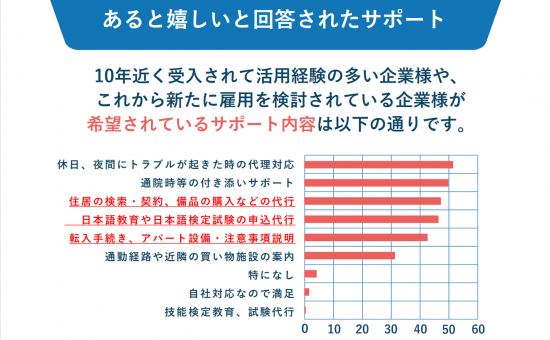 あると嬉しいと回答されたサポート
10年近く受入されて活用経験の多い企業様や、
これから新たに雇用を検討されている企業様が
希望されているサポート内容は以下の通りです。
休日、夜間にトラブルが起きた時の代理対応
通院時等の付き添いサポート
住居の検索・契約、備品の購入などの代行
日本語教育や日本語検定試験の申込代行
転入手続き、アパート設備・注意事項説明
通勤経路や近隣の買い物施設の案内
特になし
自社対応なので満足
技能検定教育、試験代行
0 10 20 30 40 50 60